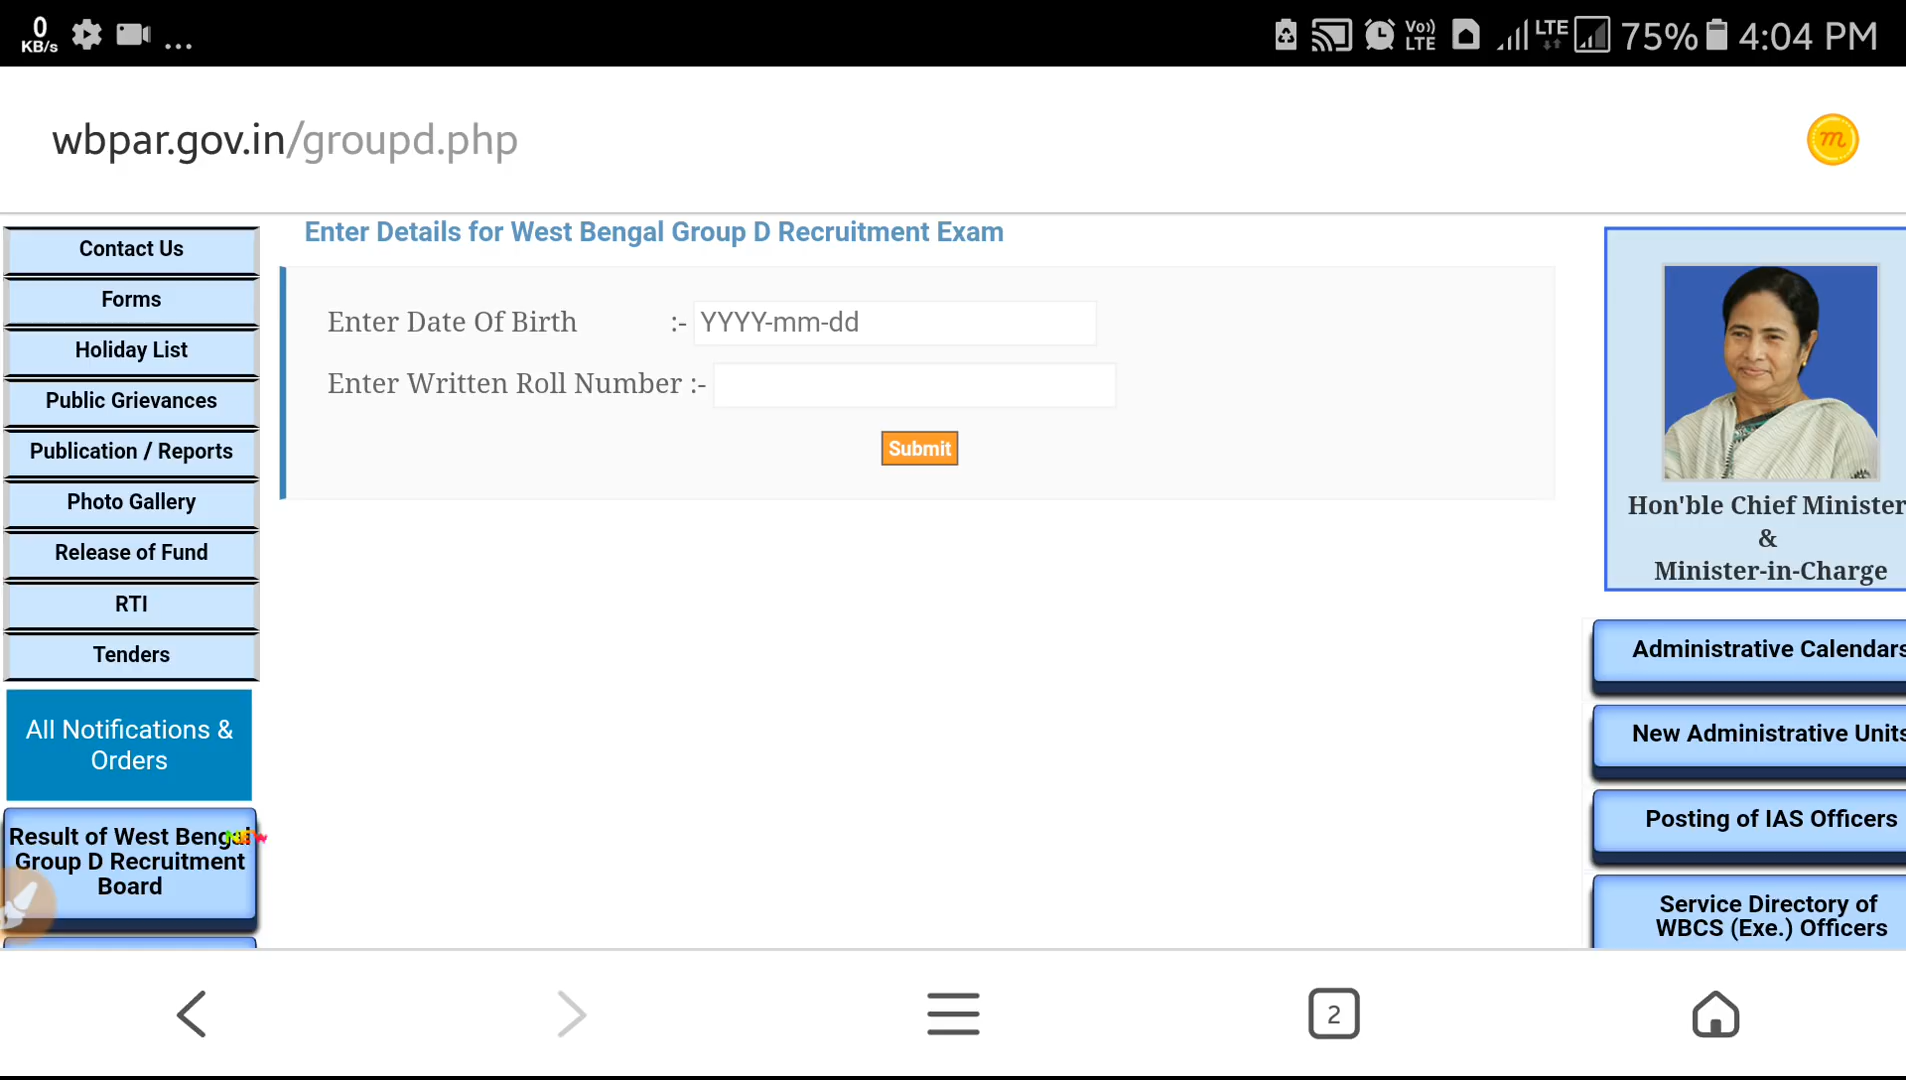 0
KB/s
...
Vo))
LTE
LTE
75%
4:04 PM
wbpar.gov.in/groupd.php
m
Contact Us
Forms
Holiday List
Public Grievances
Publication / Reports
Photo Gallery
Release of Fund
RTI
Tenders
All Notifications &
Orders
Result of West Bengal
NEW
Group D Recruitment
Board
Enter Details for West Bengal Group D Recruitment Exam
Enter Date Of Birth :- YYYY-mm-dd
Enter Written Roll Number :-
Submit
Hon'ble Chief Minister
&
Minister-in-Charge
Administrative Calendars
New Administrative Units
Posting of IAS Officers
Service Directory of
WBCS (Exe.) Officers
2